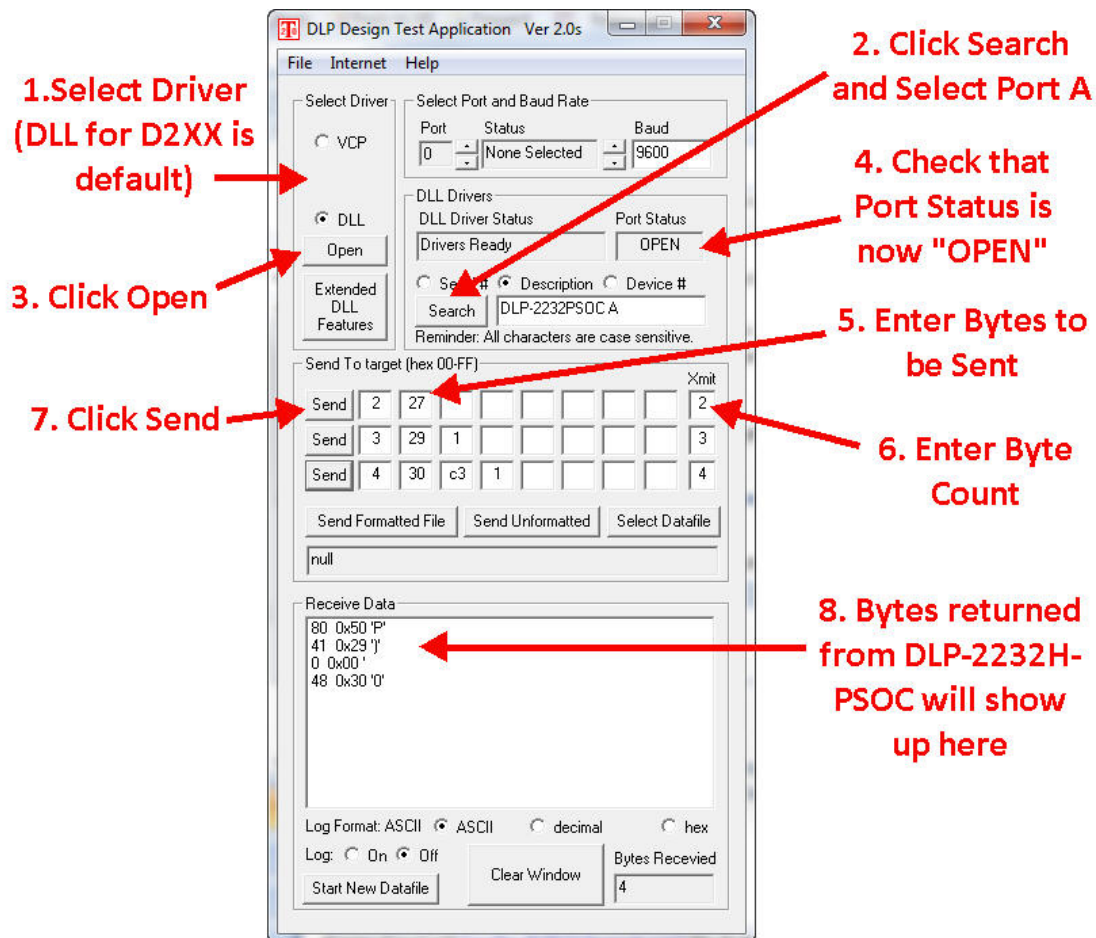 DLP Design Test Application Ver 2.0s
File Internet Help
1.Select Driver
(DLL for D2XX is
default)
2. Click Search
and Select Port A
3. Click Open
4. Check that
Port Status is
now "OPEN"
5. Enter Bytes to
be Sent
6. Enter Byte
Count
7. Click Send
8. Bytes returned
from DLP-2232H-
PSOC will show
up here
Select Driver
VCP
DLL
Open
Extended
DLL
Features
Select Port and Baud Rate
Port Status Baud
0 None Selected 9600
DLL Drivers
DLL Driver Status Port Status
Drivers Ready OPEN
# Description Device #
Search DLP-2232PSOC A
Reminder: All characters are case sensitive.
Send To target (hex 00-FF)
Xmit
Send 2 27 2
Send 3 29 1 3
Send 4 30 c3 1 4
Send Formatted File Send Unformatted Select Datafile
null
Receive Data
80 0x50 'P'
41 0x29 ')'
0 0x00 '
48 0x30 '0'
Log Format: ASCII ASCII decimal hex
Log: On Off
Clear Window
Bytes Recevied
Start New Datafile
4